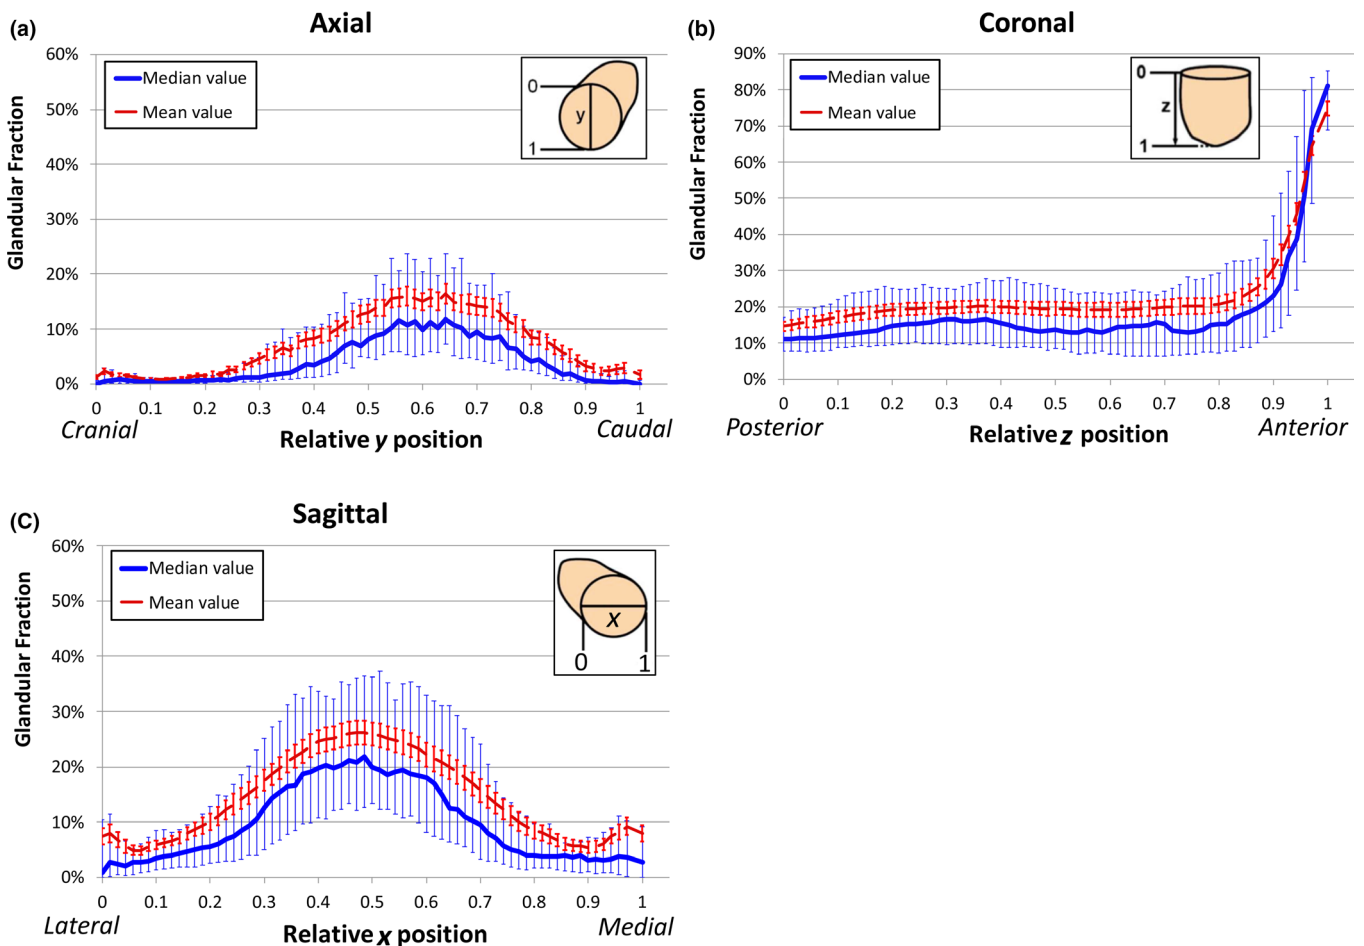 (a)
Axial
60%
50%
40%
30%
20%
10%
0%
Glandular Fraction
Median value
Mean value
0
y
1
0 0.1 0.2 0.3 0.4 0.5 0.6 0.7 0.8 0.9 1
Cranial
Relative y position
Caudal
(b)
Coronal
90%
80%
70%
60%
50%
40%
30%
20%
10%
0%
Glandular Fraction
Median value
Mean value
0
z
1
0 0.1 0.2 0.3 0.4 0.5 0.6 0.7 0.8 0.9 1
Posterior
Relative z position
Anterior
(C)
Sagittal
60%
50%
40%
30%
20%
10%
0%
Glandular Fraction
Median value
Mean value
x
0 1
0 0.1 0.2 0.3 0.4 0.5 0.6 0.7 0.8 0.9 1
Lateral
Relative x position
Medial